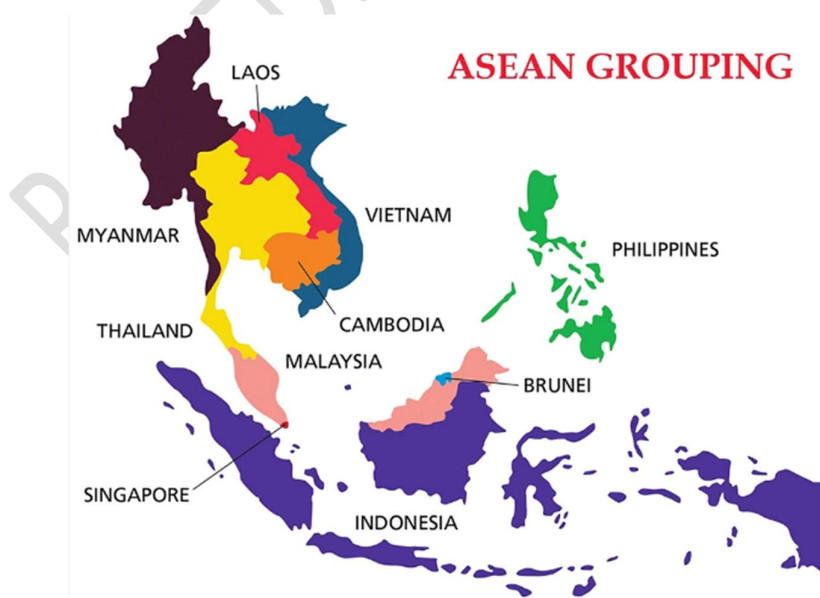 LAOS
ASEAN GROUPING
VIETNAM
MYANMAR
PHILIPPINES
CAMBODIA
THAILAND
MALAYSIA
BRUNEI
SINGAPORE
INDONESIA